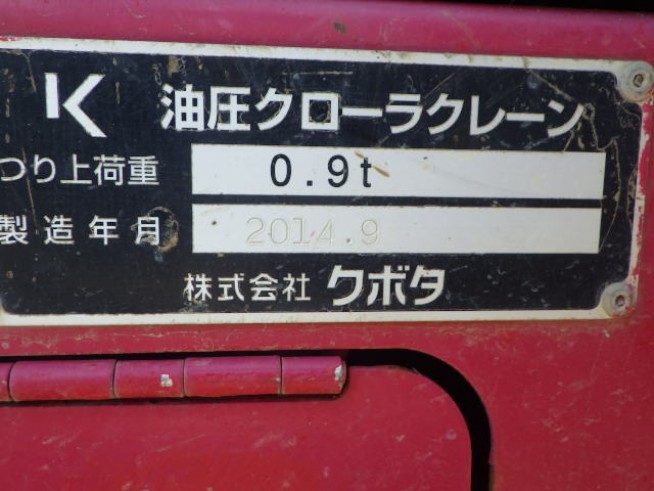 K 油圧クローラクレーン
つり上荷重 0.9t
製造年月 2014.9
株式会社 クボタ